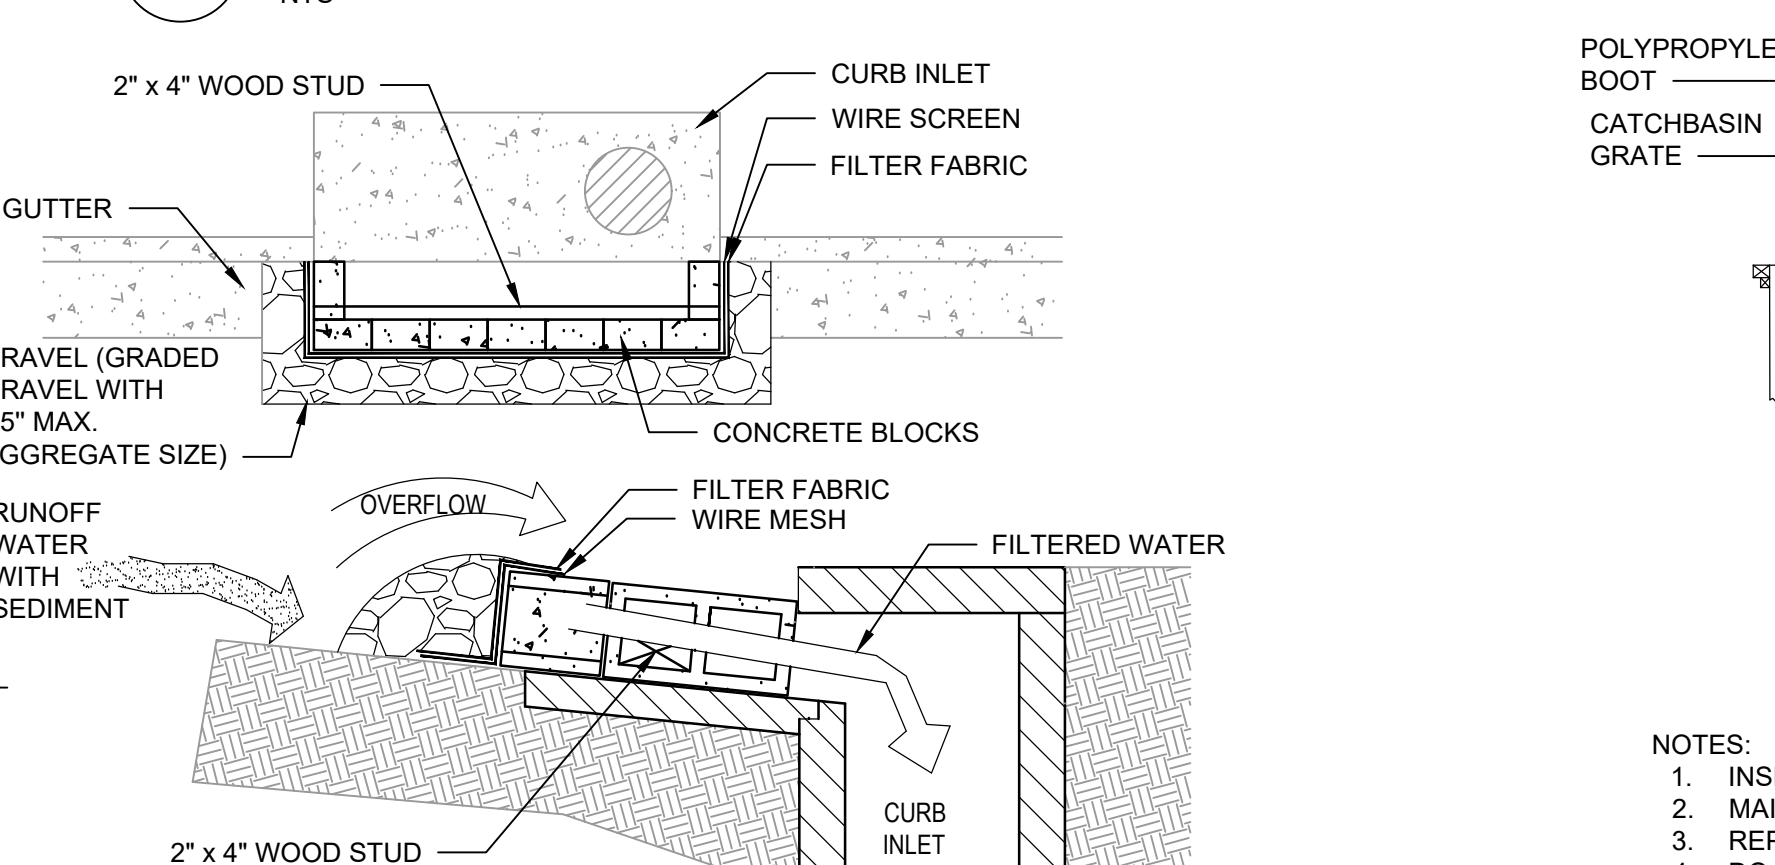 2" x 4" WOOD STUD
CURB INLET
WIRE SCREEN
FILTER FABRIC
GUTTER
RAVEL (GRADED
RAVEL WITH
5" MAX.
GGREGATE SIZE)
CONCRETE BLOCKS
RUNOFF
WATER
WITH
SEDIMENT
OVERFLOW
FILTER FABRIC
WIRE MESH
FILTERED WATER
CURB
INLET
2" x 4" WOOD STUD
POLYPROPYLE
BOOT
CATCHBASIN
GRATE
NOTES:
1. INS
2. MAI
3. REP